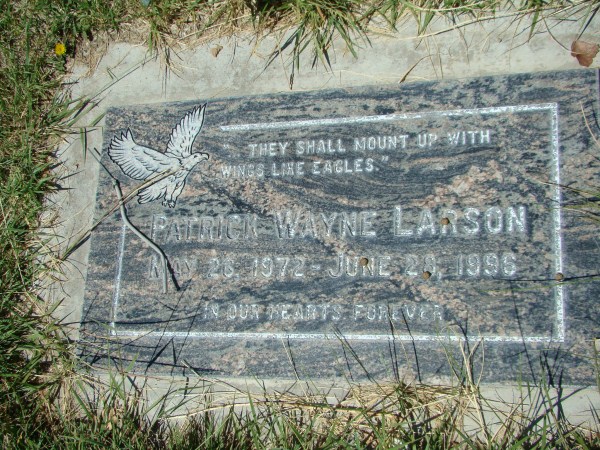 " THEY SHALL MOUNT UP WITH
WINGS LIKE EAGLES."
PATRICK WAYNE LARSON
MAY 26, 1972 - JUNE 28, 1996
IN OUR HEARTS FOREVER